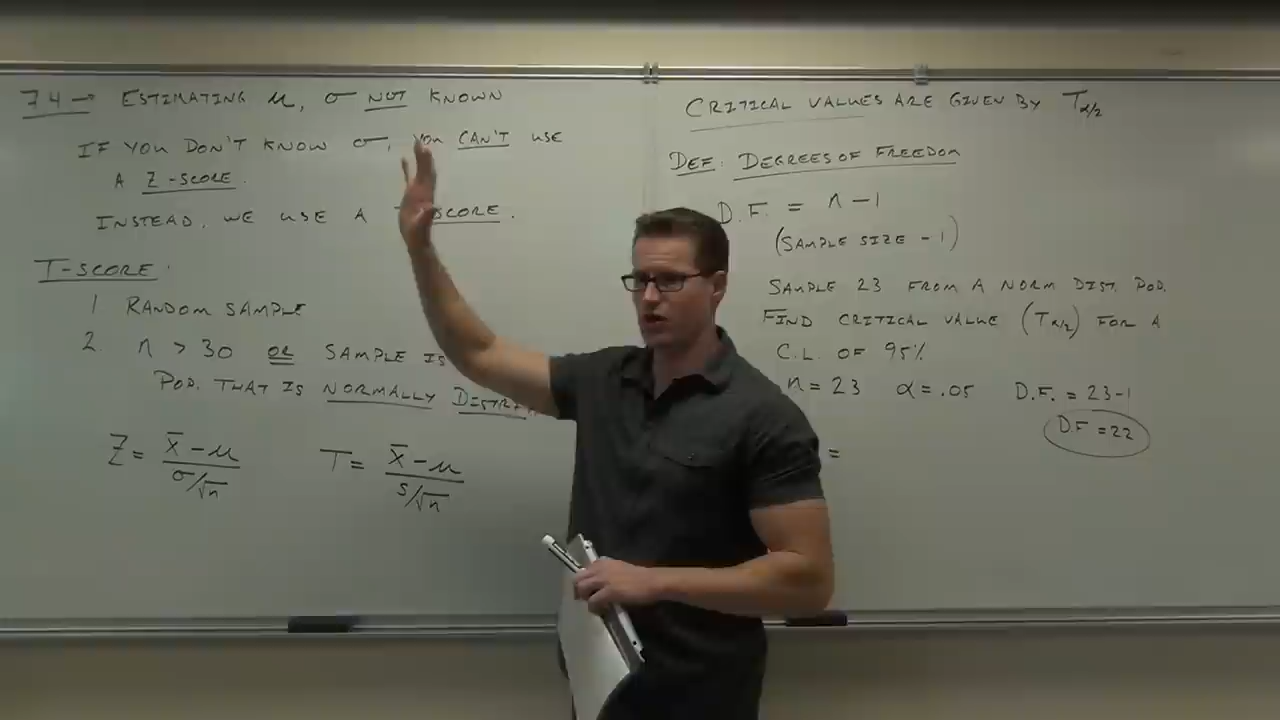 7.4 → ESTIMATING μ, σ NOT KNOWN
IF YOU DON'T KNOW σ, YOU CAN'T USE
A Z-SCORE.
INSTEAD, WE USE A SCORE.
T-SCORE:
1 RANDOM SAMPLE
2. n > 30 OR SAMPLE IS
POP. THAT IS NORMALLY
Z = x̄ - μ / σ/√n
T = x̄ - μ / s/√n
CRITICAL VALUES ARE GIVEN BY Tα/2
DEF: DEGREES OF FREEDOM
D.F. = n - 1
(SAMPLE SIZE - 1)
SAMPLE 23 FROM A NORM DIST. POP.
FIND CRITICAL VALUE (Tα/2) FOR A
C.L. OF 95%
n = 23 α = .05 D.F. = 23-1
D.F = 22
=